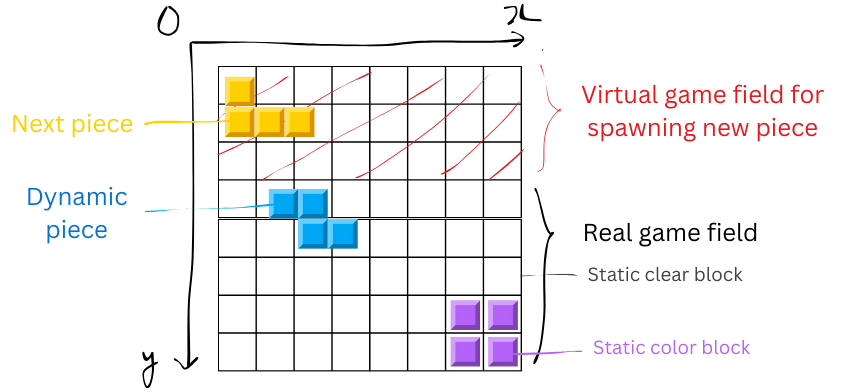 0
x
Virtual game field for
spawning new piece
Next piece
Dynamic
piece
Real game field
Static clear block
Static color block
y